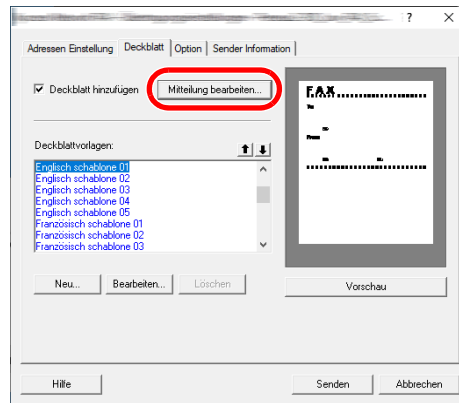 ?
Adressen Einstellung Deckblatt Option Sender Information
Deckblatt hinzufügen Mitteilung bearbeiten...
FAX
Deckblattvorlagen:
Englisch schablone 01
Englisch schablone 02
Englisch schablone 03
Englisch schablone 04
Englisch schablone 05
Französisch schablone 01
Französisch schablone 02
Französisch schablone 03
Neu... Bearbeiten... Löschen Vorschau
Hilfe Senden Abbrechen